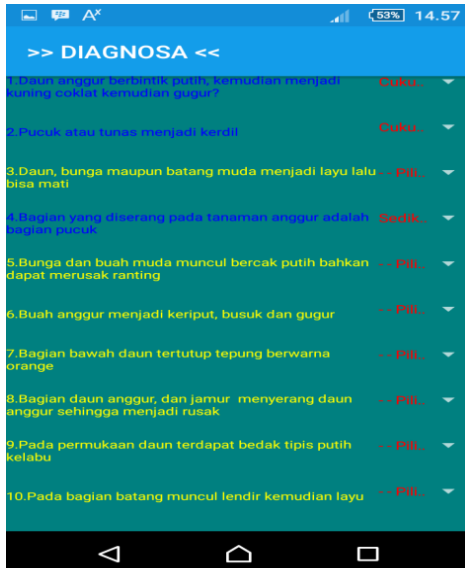 53% 14.57
>> DIAGNOSA <<
1.Daun anggur berbintik putih, kemudian menjadi Cuku...
kuning coklat kemudian gugur?
2.Pucuk atau tunas menjadi kerdil Cuku...
3.Daun, bunga maupun batang muda menjadi layu lalu -- Pili...
bisa mati
4.Bagian yang diserang pada tanaman anggur adalah Sedik...
bagian pucuk
5.Bunga dan buah muda muncul bercak putih bahkan -- Pili...
dapat merusak ranting
6.Buah anggur menjadi keriput, busuk dan gugur -- Pili...
7.Bagian bawah daun tertutup tepung berwarna -- Pili...
orange
8.Bagian daun anggur, dan jamur menyerang daun -- Pili...
anggur sehingga menjadi rusak
9.Pada permukaan daun terdapat bedak tipis putih -- Pili...
kelabu
10.Pada bagian batang muncul lendir kemudian layu -- Pili...